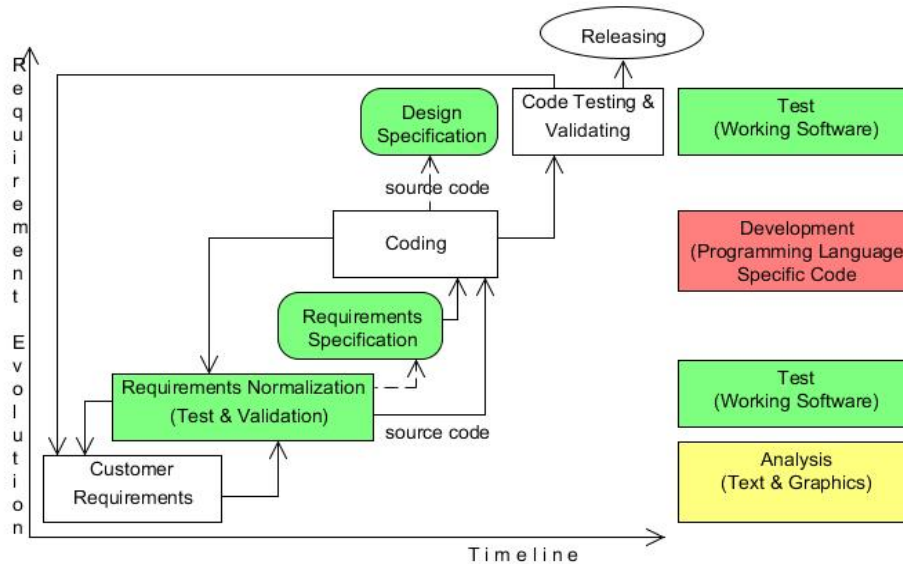 Releasing
Requirement Evolution
Code Testing &
Validating
Test
(Working Software)
Design
Specification
source code
Coding
Development
(Programming Language
Specific Code
Requirements
Specification
Requirements Normalization
(Test & Validation)
source code
Test
(Working Software)
Customer
Requirements
Analysis
(Text & Graphics)
Timeline